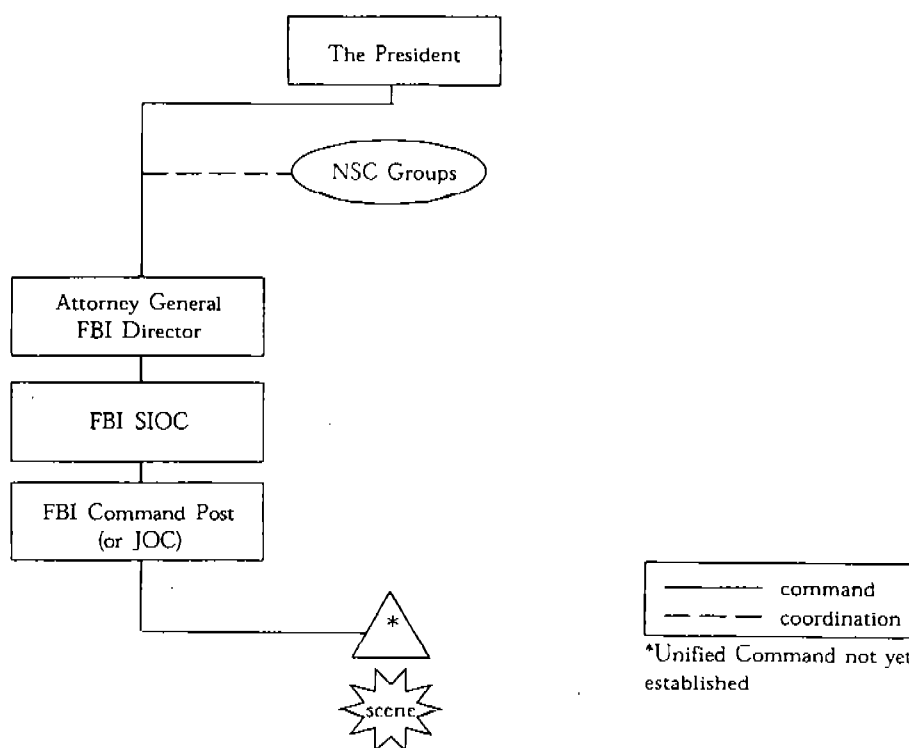 The President
NSC Groups
Attorney General
FBI Director
FBI SIOC
FBI Command Post
(or JOC)
*
scene
command
coordination
*Unified Command not yet
established